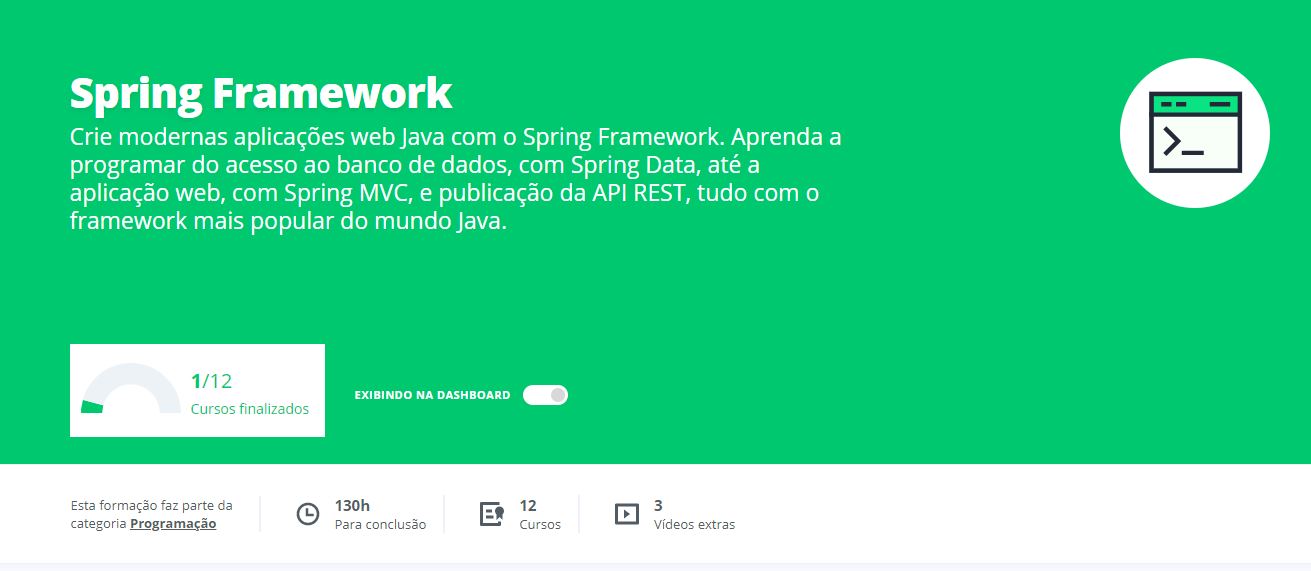 Spring Framework
Crie modernas aplicações web Java com o Spring Framework. Aprenda a
programar do acesso ao banco de dados, com Spring Data, até a
aplicação web, com Spring MVC, e publicação da API REST, tudo com o
framework mais popular do mundo Java.
1/12
Cursos finalizados
EXIBINDO NA DASHBOARD
Esta formação faz parte da
categoria Programação
130h
Para conclusão
12
Cursos
3
Vídeos extras